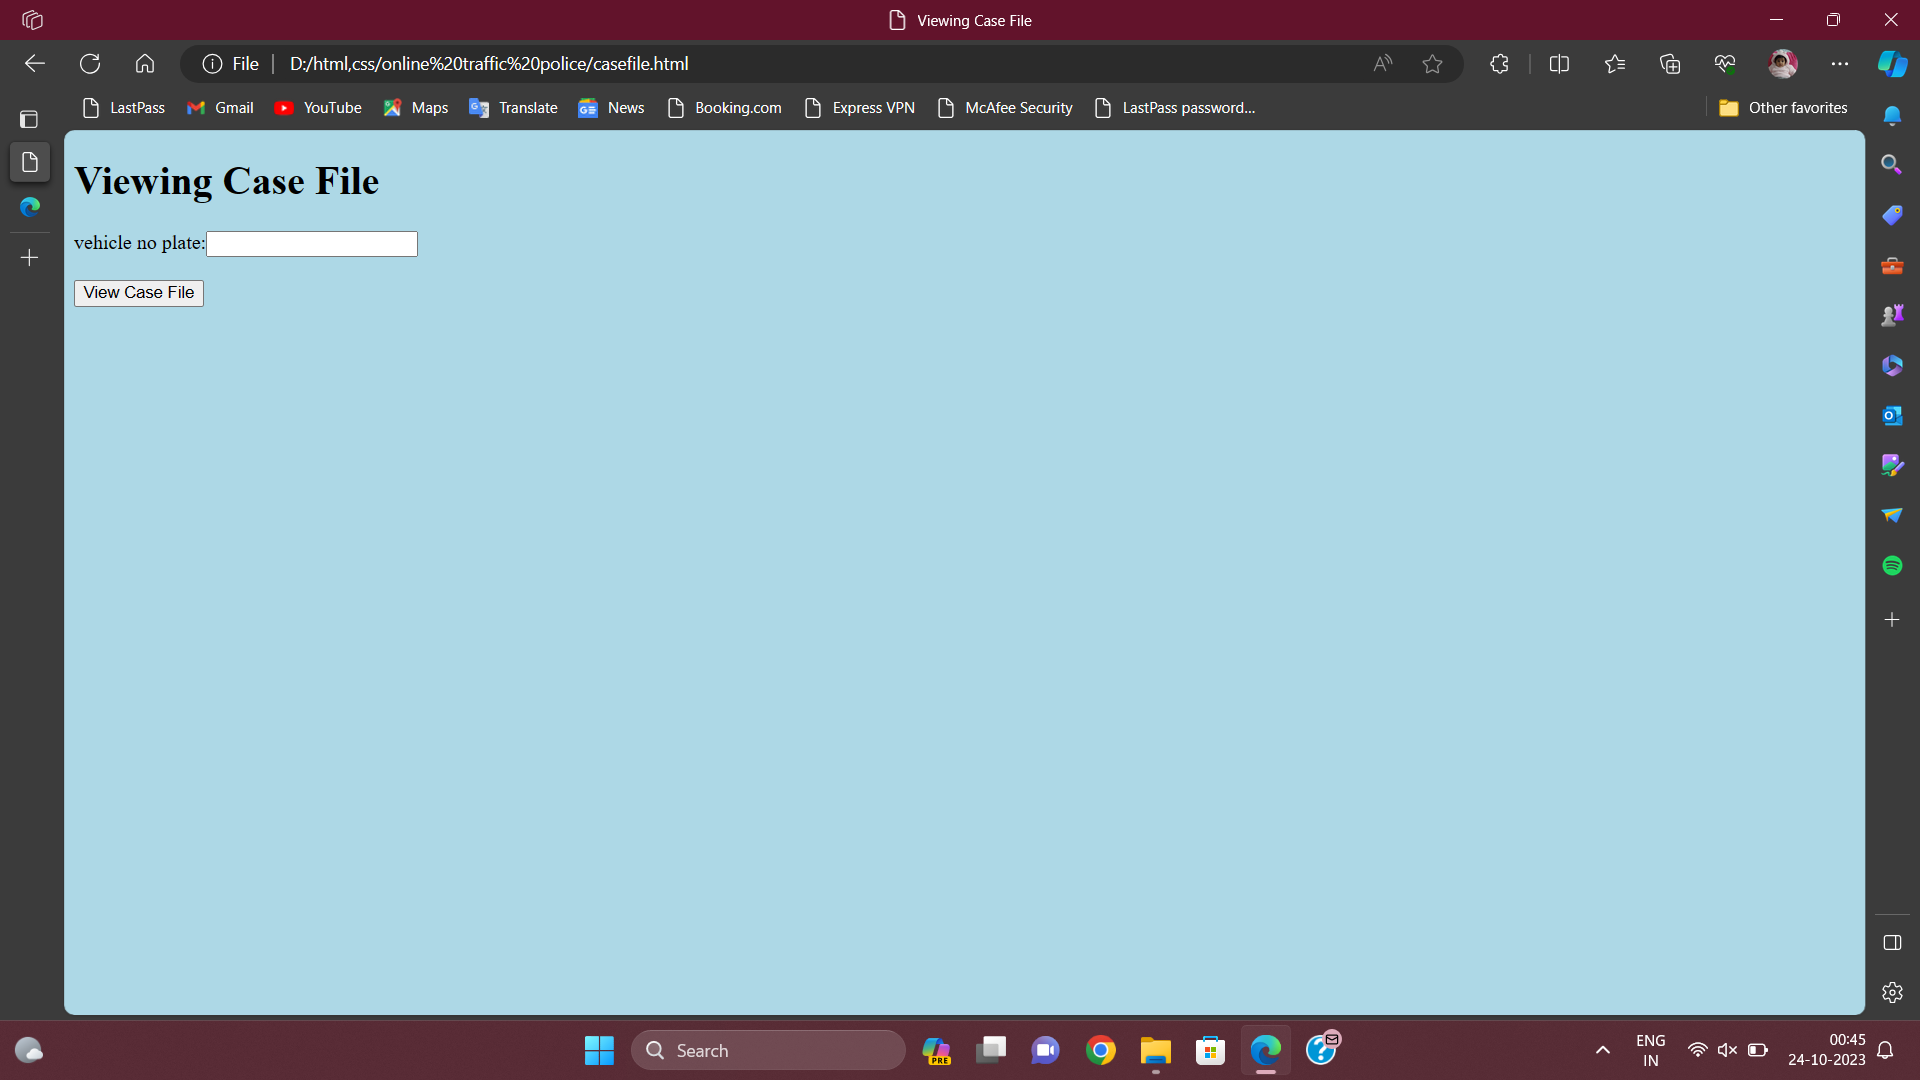 Viewing Case File
File
D:/html,css/online%20traffic%20police/casefile.html
LastPass
Gmail
YouTube
Maps
Translate
News
Booking.com
Express VPN
McAfee Security
LastPass password...
Other favorites
Viewing Case File
vehicle no plate:
View Case File
Search
PRE
ENG
IN
00:45
24-10-2023